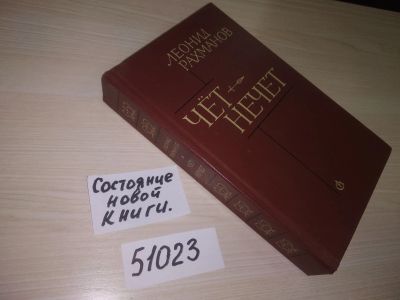 ЛЕОНИД
РАХМАНОВ
ЧЁТ-
НЕЧЕТ
Состояние
новой
книги.
51023